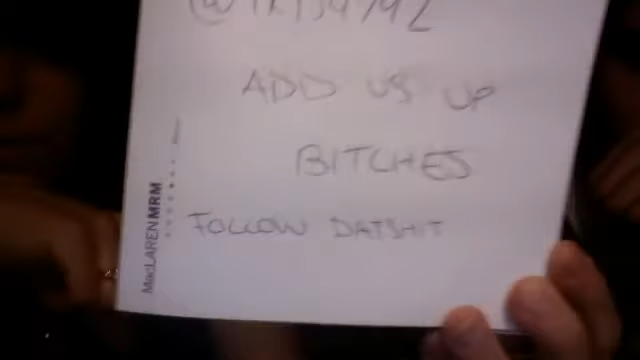 ADD US UP
BITCHES
FOLLOW DATSHIT
MacLAREN MRM